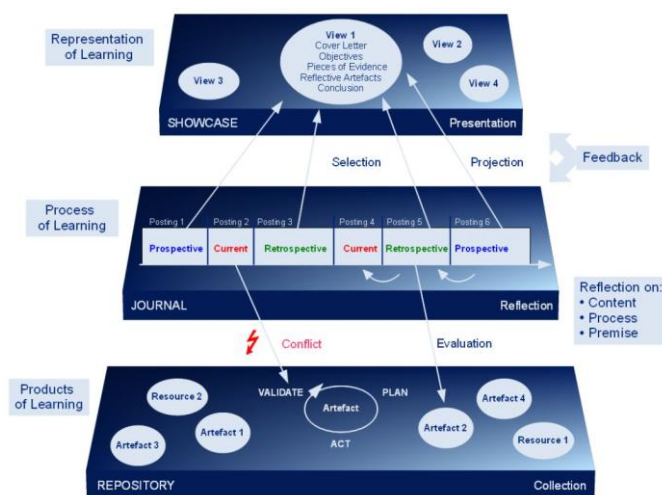 Representation
of Learning
View 1
Cover Letter
Objectives
Pieces of Evidence
Reflective Artefacts
Conclusion
View 2
View 3
View 4
SHOWCASE
Presentation
Selection
Projection
Feedback
Process
of Learning
Posting 1
Posting 2
Posting 3
Posting 4
Posting 5
Posting 6
Prospective
Current
Retrospective
Current
Retrospective
Prospective
JOURNAL
Reflection
Reflection on:
• Content
• Process
• Premise
Conflict
Evaluation
Products
of Learning
Resource 2
VALIDATE
PLAN
Artefact 4
Artefact
Artefact 1
Artefact 2
Artefact 3
ACT
Resource 1
REPOSITORY
Collection